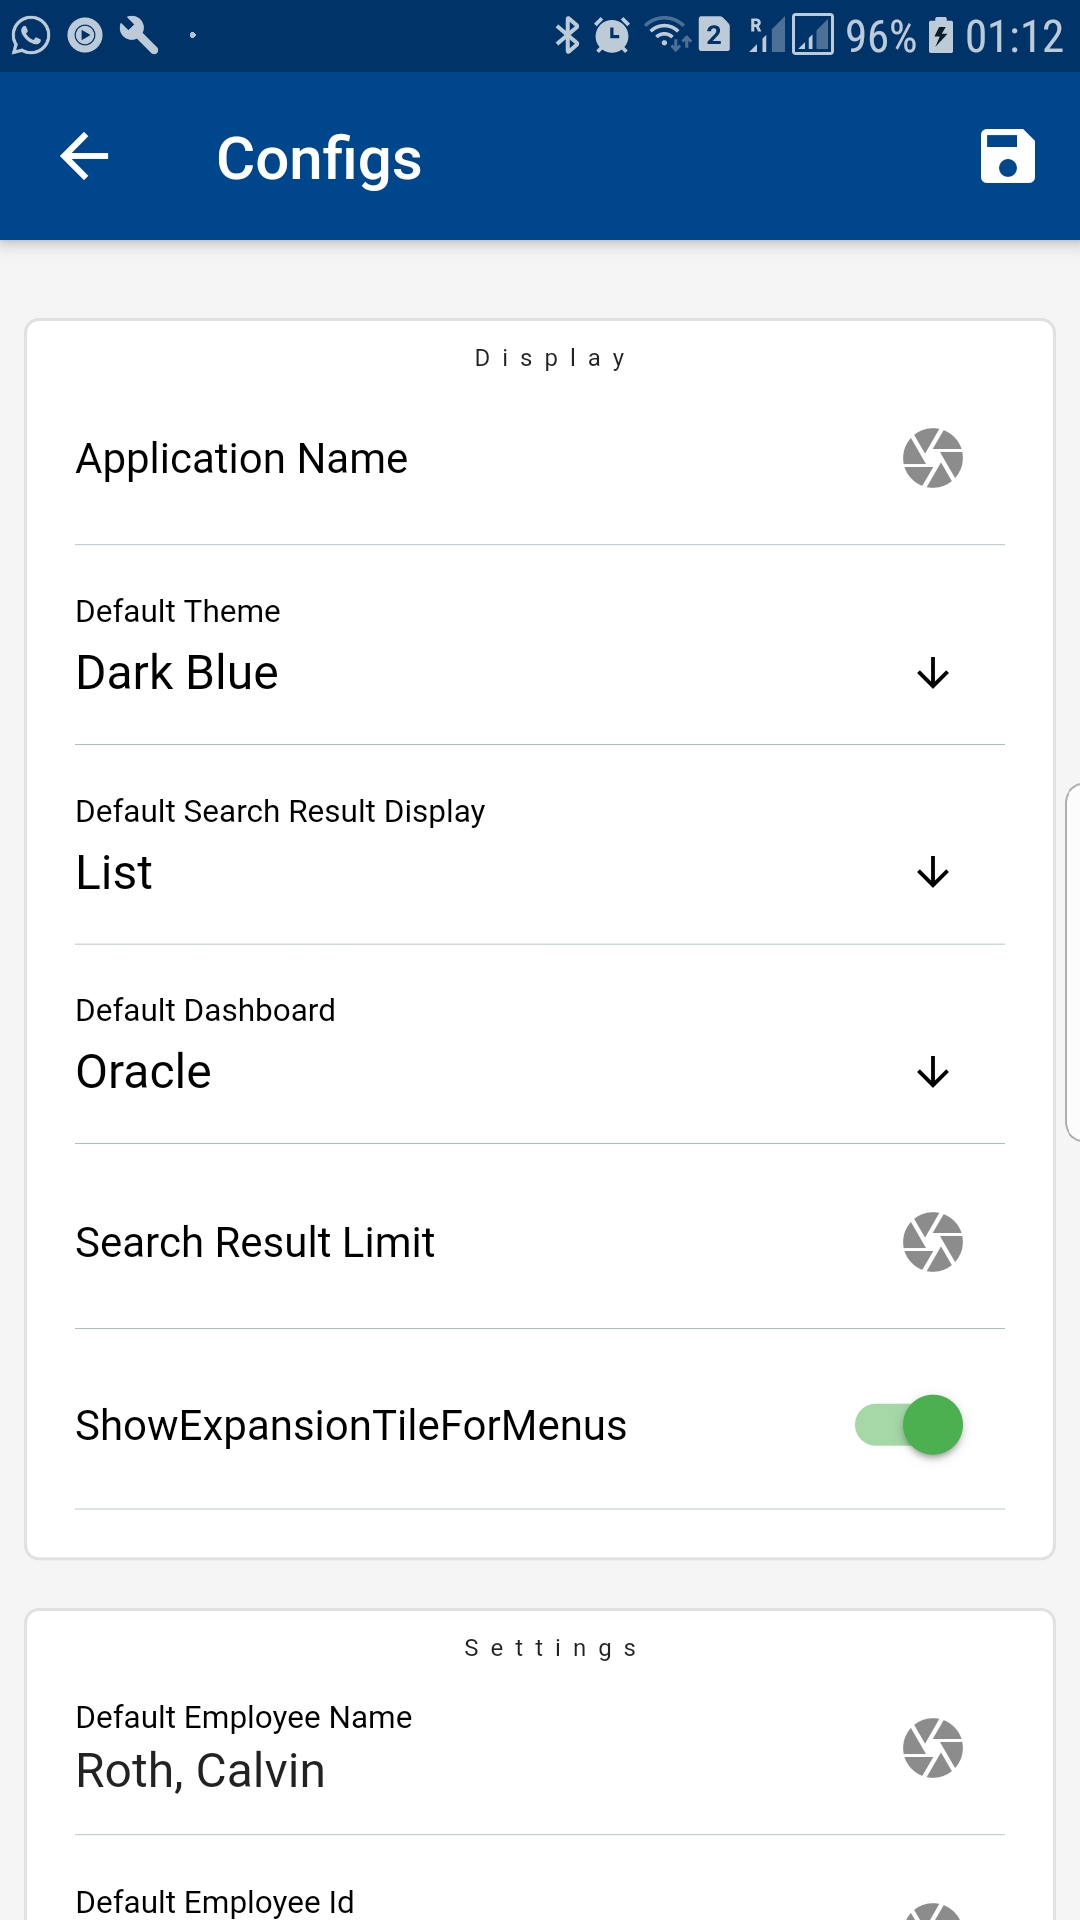 2 R 96% 01:12
Configs
Display
Application Name
Default Theme
Dark Blue
Default Search Result Display
List
Default Dashboard
Oracle
Search Result Limit
ShowExpansionTileForMenus
Settings
Default Employee Name
Roth, Calvin
Default Employee Id